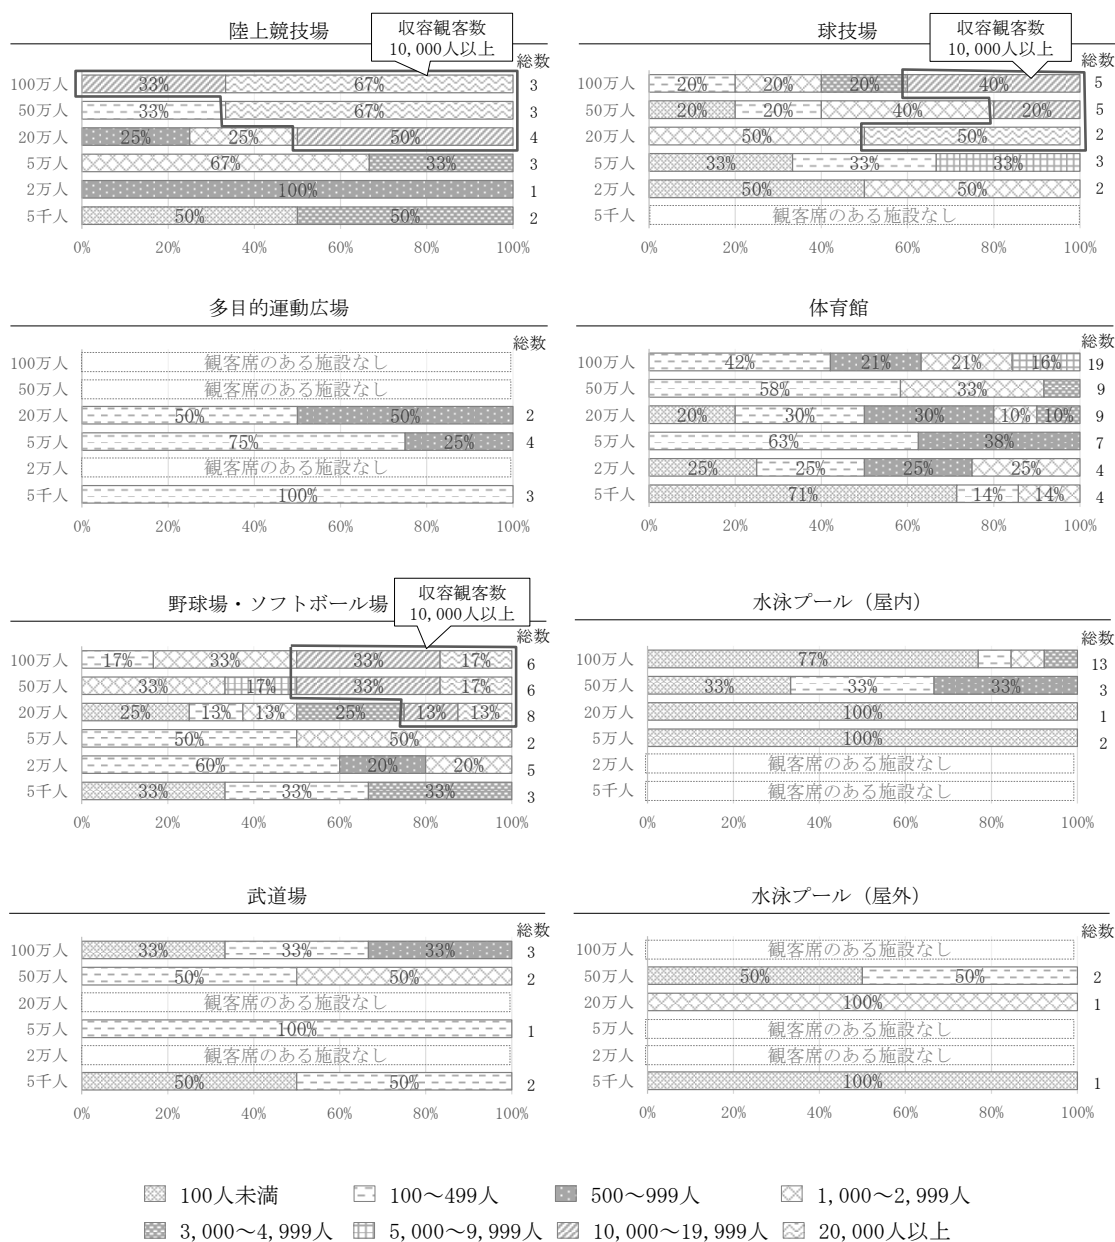 陸上競技場
収容観客数
10,000人以上
総数
100万人 33% 67% 3
50万人 33% 67% 3
20万人 25% 25% 50% 4
5万人 67% 33% 3
2万人 100% 1
5千人 50% 50% 2
0% 20% 40% 60% 80% 100%
球技場
収容観客数
10,000人以上
総数
100万人 20% 20% 20% 40% 5
50万人 20% 20% 40% 20% 5
20万人 50% 50% 2
5万人 33% 33% 33% 3
2万人 50% 50% 2
5千人 観客席のある施設なし
0% 20% 40% 60% 80% 100%
多目的運動広場
総数
100万人 観客席のある施設なし
50万人 観客席のある施設なし
20万人 50% 50% 2
5万人 75% 25% 4
2万人 観客席のある施設なし
5千人 100% 3
0% 20% 40% 60% 80% 100%
体育館
総数
100万人 42% 21% 21% 16% 19
50万人 58% 33% 9
20万人 20% 30% 30% 10% 10% 9
5万人 63% 38% 7
2万人 25% 25% 25% 25% 4
5千人 71% 14% 14% 4
0% 20% 40% 60% 80% 100%
野球場・ソフトボール場
収容観客数
10,000人以上
総数
100万人 17% 33% 33% 17% 6
50万人 33% 17% 33% 17% 6
20万人 25% 13% 13% 25% 13% 13% 8
5万人 50% 50% 2
2万人 60% 20% 20% 5
5千人 33% 33% 33% 3
0% 20% 40% 60% 80% 100%
水泳プール（屋内）
総数
100万人 77% 13
50万人 33% 33% 33% 3
20万人 100% 1
5万人 100% 2
2万人 観客席のある施設なし
5千人 観客席のある施設なし
0% 20% 40% 60% 80% 100%
武道場
総数
100万人 33% 33% 33% 3
50万人 50% 50% 2
20万人 観客席のある施設なし
5万人 100% 1
2万人 観客席のある施設なし
5千人 50% 50% 2
0% 20% 40% 60% 80% 100%
水泳プール（屋外）
総数
100万人 観客席のある施設なし
50万人 50% 50% 2
20万人 100% 1
5万人 観客席のある施設なし
2万人 観客席のある施設なし
5千人 100% 1
0% 20% 40% 60% 80% 100%
100人未満 100～499人 500～999人 1,000～2,999人
3,000～4,999人 5,000～9,999人 10,000～19,999人 20,000人以上